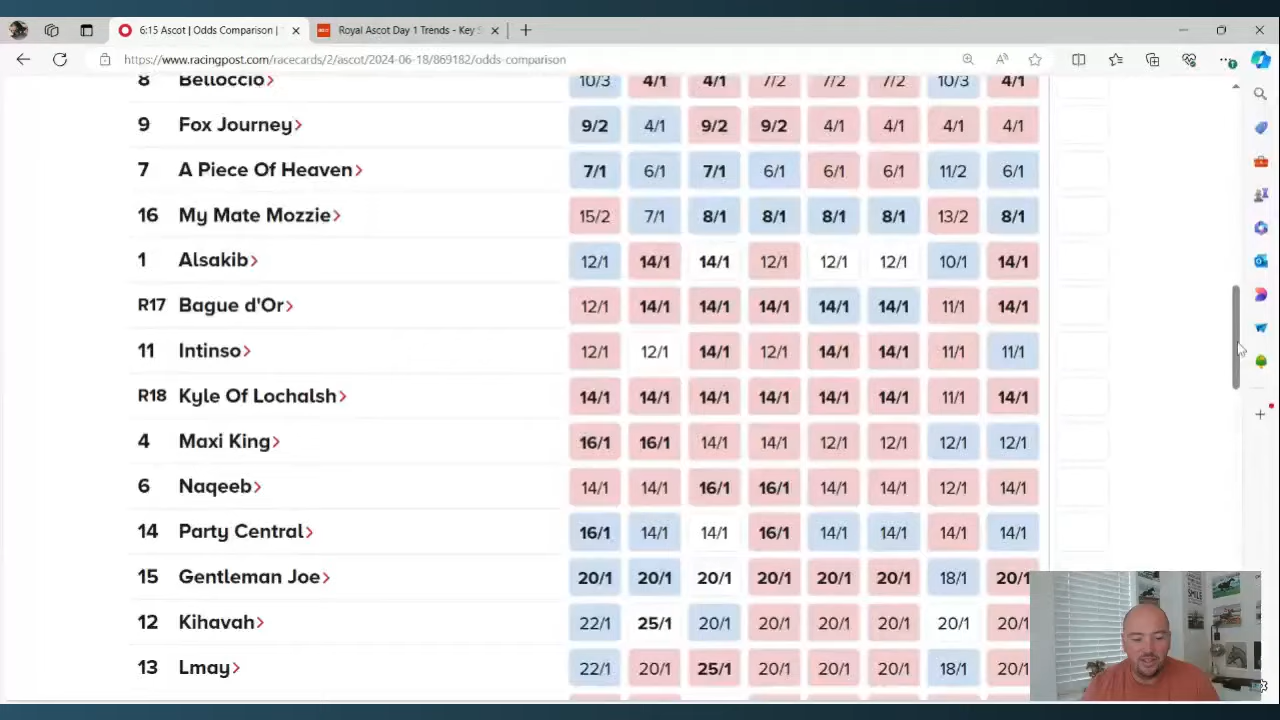 6:15 Ascot | Odds Comparison |
Royal Ascot Day 1 Trends - Key
https://www.racingpost.com/racecards/2/ascot/2024-06-18/869182/odds-comparison
8 Belloccio> 10/3 4/1 4/1 7/2 7/2 7/2 10/3 4/1
9 Fox Journey> 9/2 4/1 9/2 9/2 4/1 4/1 4/1 4/1
7 A Piece Of Heaven> 7/1 6/1 7/1 6/1 6/1 6/1 11/2 6/1
16 My Mate Mozzie> 15/2 7/1 8/1 8/1 8/1 8/1 13/2 8/1
1 Alsakib> 12/1 14/1 14/1 12/1 12/1 12/1 10/1 14/1
R17 Bague d'Or> 12/1 14/1 14/1 14/1 14/1 14/1 11/1 14/1
11 Intinso> 12/1 12/1 14/1 12/1 14/1 14/1 11/1 11/1
R18 Kyle Of Lochalsh> 14/1 14/1 14/1 14/1 14/1 14/1 11/1 14/1
4 Maxi King> 16/1 16/1 14/1 14/1 12/1 12/1 12/1 12/1
6 Naqeeb> 14/1 14/1 16/1 16/1 14/1 14/1 12/1 14/1
14 Party Central> 16/1 14/1 14/1 16/1 14/1 14/1 14/1 14/1
15 Gentleman Joe> 20/1 20/1 20/1 20/1 20/1 20/1 18/1 20/1
12 Kihavah> 22/1 25/1 20/1 20/1 20/1 20/1 20/1 20/1
13 Lmay> 22/1 20/1 25/1 20/1 20/1 20/1 18/1 20/1